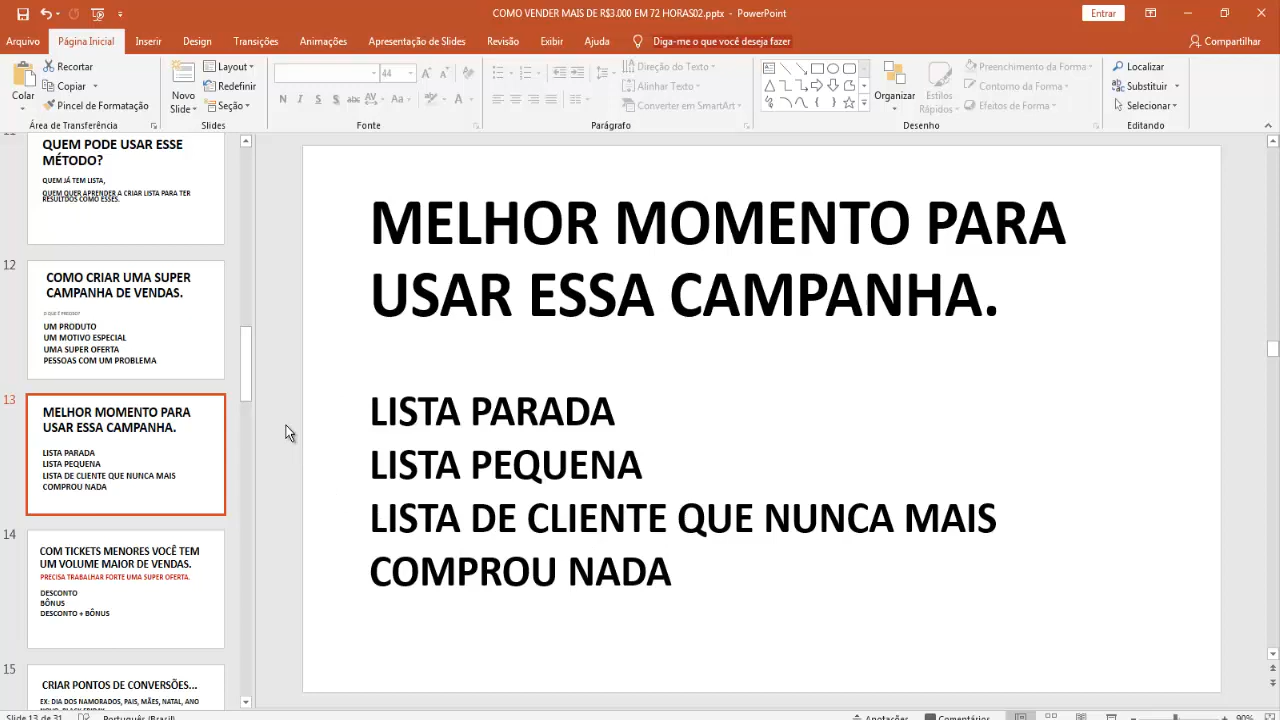 COMO VENDER MAIS DE R$3.000 EM 72 HORAS02.pptx - PowerPoint
Entrar
Arquivo
Página Inicial
Inserir
Design
Transições
Animações
Apresentação de Slides
Revisão
Exibir
Ajuda
Diga-me o que você deseja fazer
Compartilhar
Colar
Recortar
Copiar
Pincel de Formatação
Área de Transferência
Novo
Slide
Layout
Redefinir
Seção
Slides
44
N I S S abc AV Aa
A
Fonte
Direção do Texto
Alinhar Texto
Converter em SmartArt
Parágrafo
Organizar
Estilos
Rápidos
Preenchimento da Forma
Contorno da Forma
Efeitos de Forma
Desenho
Localizar
Substituir
Selecionar
Editando
QUEM PODE USAR ESSE
MÉTODO?
QUEM JÁ TEM LISTA,
QUEM QUER APRENDER A CRIAR LISTA PARA TER
RESULTDOS COMO ESSES.
12
COMO CRIAR UMA SUPER
CAMPANHA DE VENDAS.
O QUE É PRECISO?
UM PRODUTO
UM MOTIVO ESPECIAL
UMA SUPER OFERTA
PESSOAS COM UM PROBLEMA
13
MELHOR MOMENTO PARA
USAR ESSA CAMPANHA.
LISTA PARADA
LISTA PEQUENA
LISTA DE CLIENTE QUE NUNCA MAIS
COMPROU NADA
14
COM TICKETS MENORES VOCÊ TEM
UM VOLUME MAIOR DE VENDAS.
PRECISA TRABALHAR FORTE UMA SUPER OFERTA.
DESCONTO
BÔNUS
DESCONTO + BÔNUS
15
CRIAR PONTOS DE CONVERSÕES...
EX: DIA DOS NAMORADOS, PAIS, MÃES, NATAL, ANO
MELHOR MOMENTO PARA
USAR ESSA CAMPANHA.
LISTA PARADA
LISTA PEQUENA
LISTA DE CLIENTE QUE NUNCA MAIS
COMPROU NADA
Slide 13 de 31
Português (Brasil)
Anotações
Comentários
90%